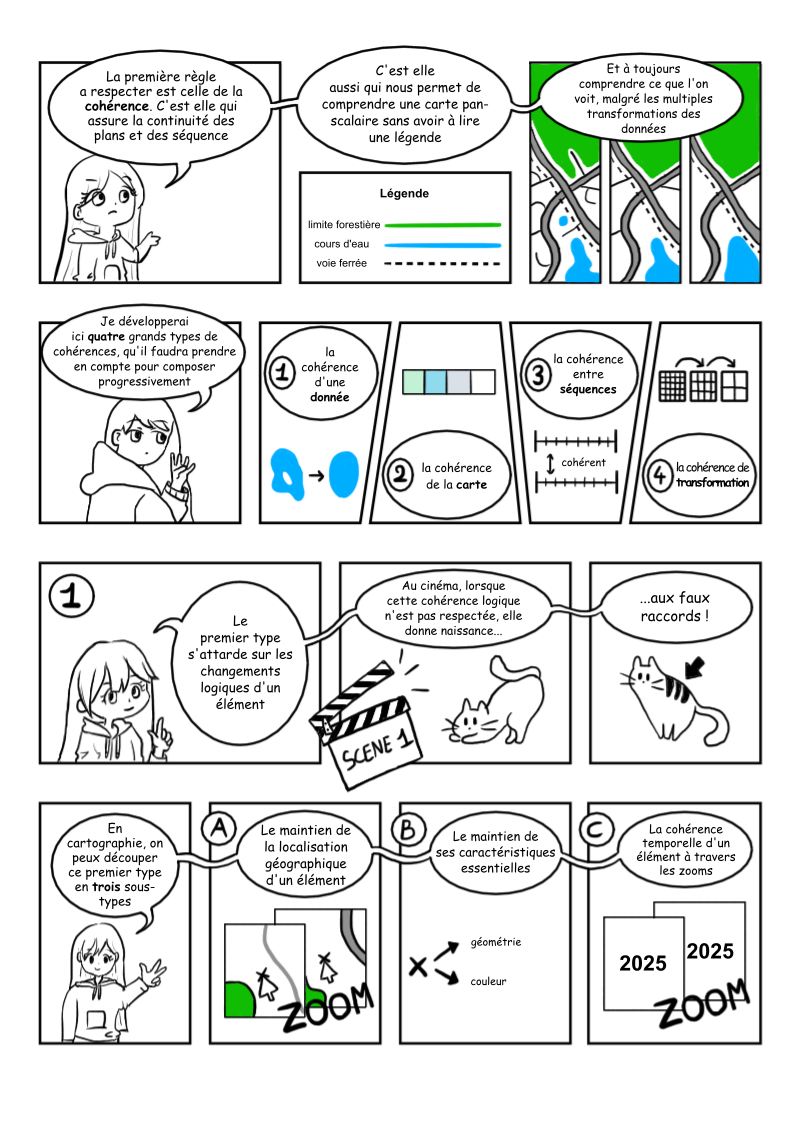 La première règle
a respecter est celle de la
cohérence. C'est elle qui
assure la continuité des
plans et des séquence
C'est elle
aussi qui nous permet de
comprendre une carte pan-
scalaire sans avoir à lire
une légende
Et à toujours
comprendre ce que l'on
voit, malgré les multiples
transformations des
données
Légende
limite forestière
cours d'eau
voie ferrée
Je développerai
ici quatre grands types de
cohérences, qu'il faudra prendre
en compte pour composer
progressivement
1
la
cohérence
d'une
donnée
2
la cohérence
de la carte
3
la cohérence
entre
séquences
cohérent
4
la cohérence de
transformation
1
Le
premier type
s'attarde sur les
changements
logiques d'un
élément
Au cinéma, lorsque
cette cohérence logique
n'est pas respectée, elle
donne naissance...
SCENE 1
...aux faux
raccords !
En
cartographie, on
peux découper
ce premier type
en trois sous-
types
A
Le maintien de
la localisation
géographique
d'un élément
ZOOM
B
Le maintien de
ses caractéristiques
essentielles
géométrie
couleur
C
La cohérence
temporelle d'un
élément à travers
les zooms
2025
2025
ZOOM